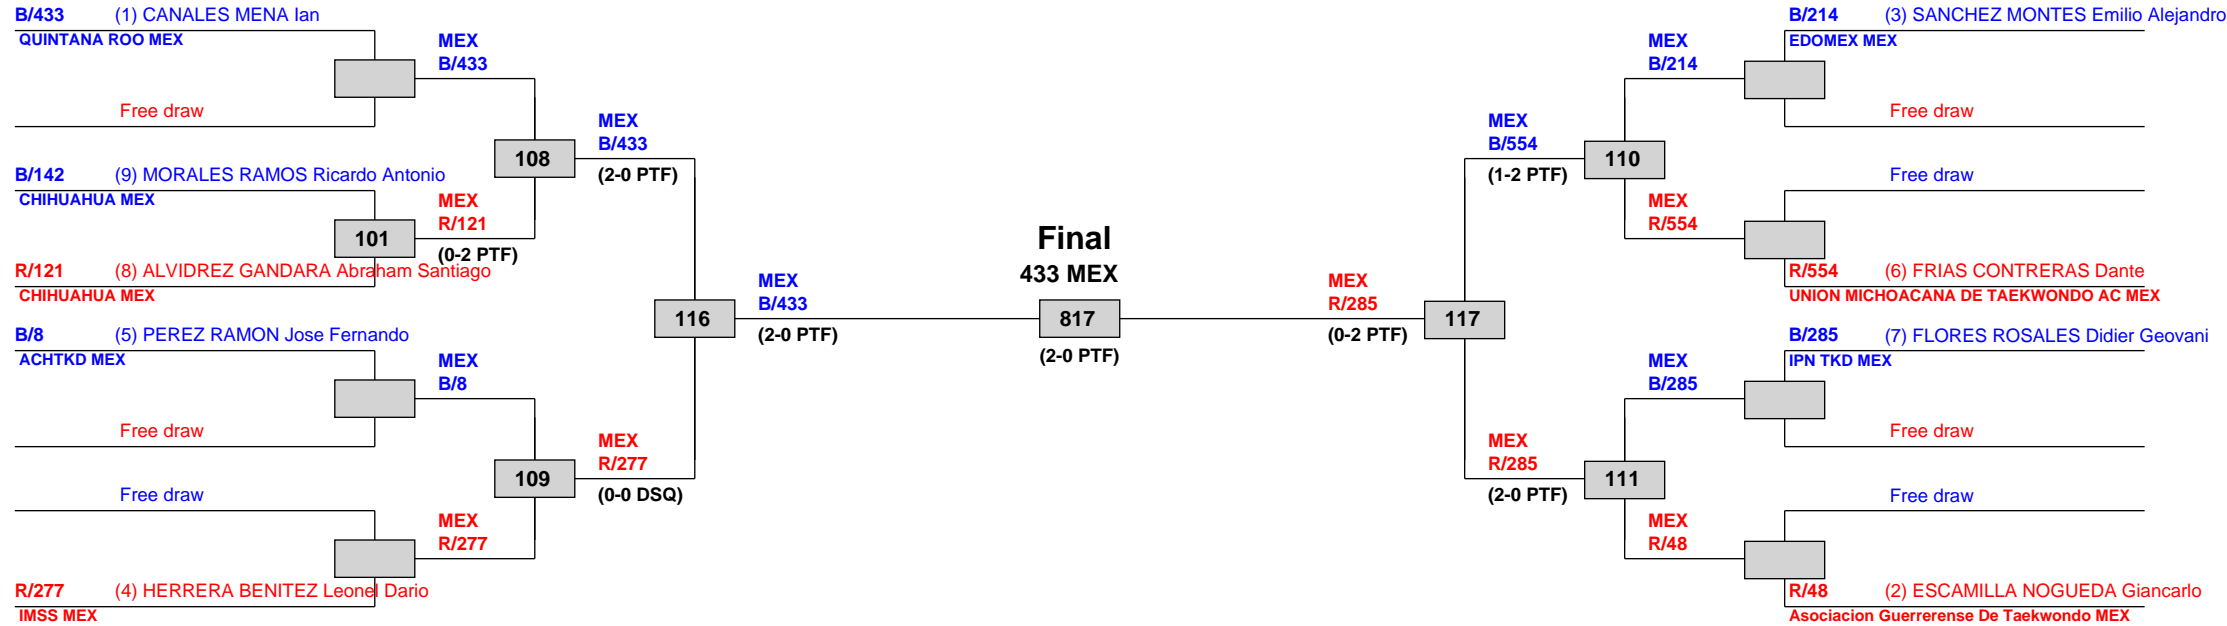 B/433 (1) CANALES MENA Ian
QUINTANA ROO MEX
MEX
B/433
Free draw
MEX
B/433
108
(2-0 PTF)
B/142 (9) MORALES RAMOS Ricardo Antonio
CHIHUAHUA MEX
MEX
R/121
101
(0-2 PTF)
R/121 (8) ALVIDREZ GANDARA Abraham Santiago
CHIHUAHUA MEX
MEX
B/433
116
(2-0 PTF)
B/8 (5) PEREZ RAMON Jose Fernando
ACHTKD MEX
MEX
B/8
Free draw
MEX
R/277
109
(0-0 DSQ)
Free draw
MEX
R/277
R/277 (4) HERRERA BENITEZ Leonel Dario
IMSS MEX
Final
433 MEX
817
(2-0 PTF)
B/214 (3) SANCHEZ MONTES Emilio Alejandro
EDOMEX MEX
MEX
B/214
Free draw
MEX
B/554
110
(1-2 PTF)
Free draw
MEX
R/554
R/554 (6) FRIAS CONTRERAS Dante
UNION MICHOACANA DE TAEKWONDO AC MEX
MEX
R/285
117
(0-2 PTF)
B/285 (7) FLORES ROSALES Didier Geovani
IPN TKD MEX
MEX
B/285
Free draw
MEX
R/285
111
(2-0 PTF)
Free draw
MEX
R/48
R/48 (2) ESCAMILLA NOGUEDA Giancarlo
Asociacion Guerrerense De Taekwondo MEX